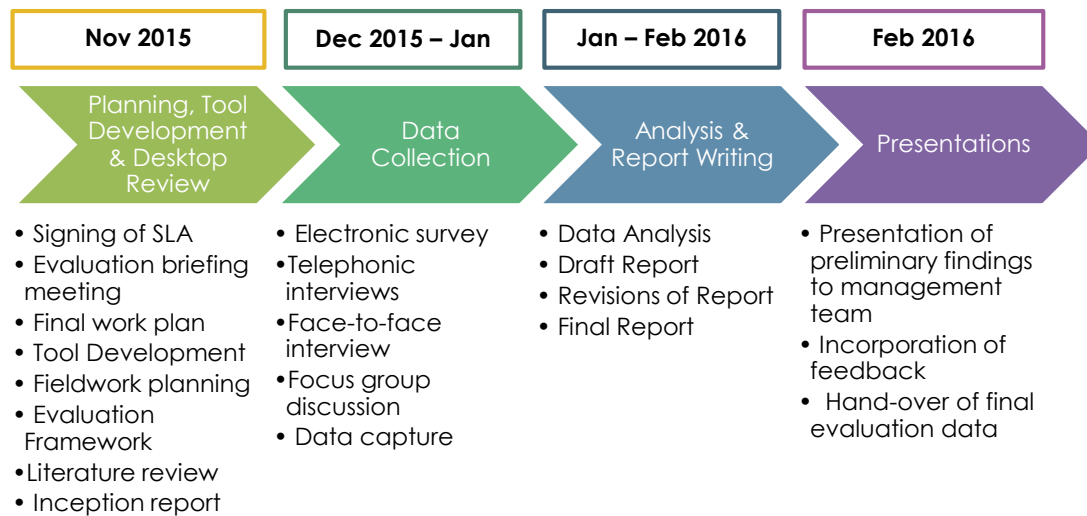 Nov 2015
Dec 2015 – Jan
Jan – Feb 2016
Feb 2016
Planning, Tool
Development
& Desktop
Review
Data
Collection
Analysis &
Report Writing
Presentations
• Signing of SLA
• Evaluation briefing
meeting
• Final work plan
• Tool Development
• Fieldwork planning
• Evaluation
Framework
•Literature review
• Inception report
• Electronic survey
•Telephonic
interviews
•Face-to-face
interview
•Focus group
discussion
• Data capture
• Data Analysis
• Draft Report
• Revisions of Report
• Final Report
• Presentation of
preliminary findings
to management
team
• Incorporation of
feedback
• Hand-over of final
evaluation data